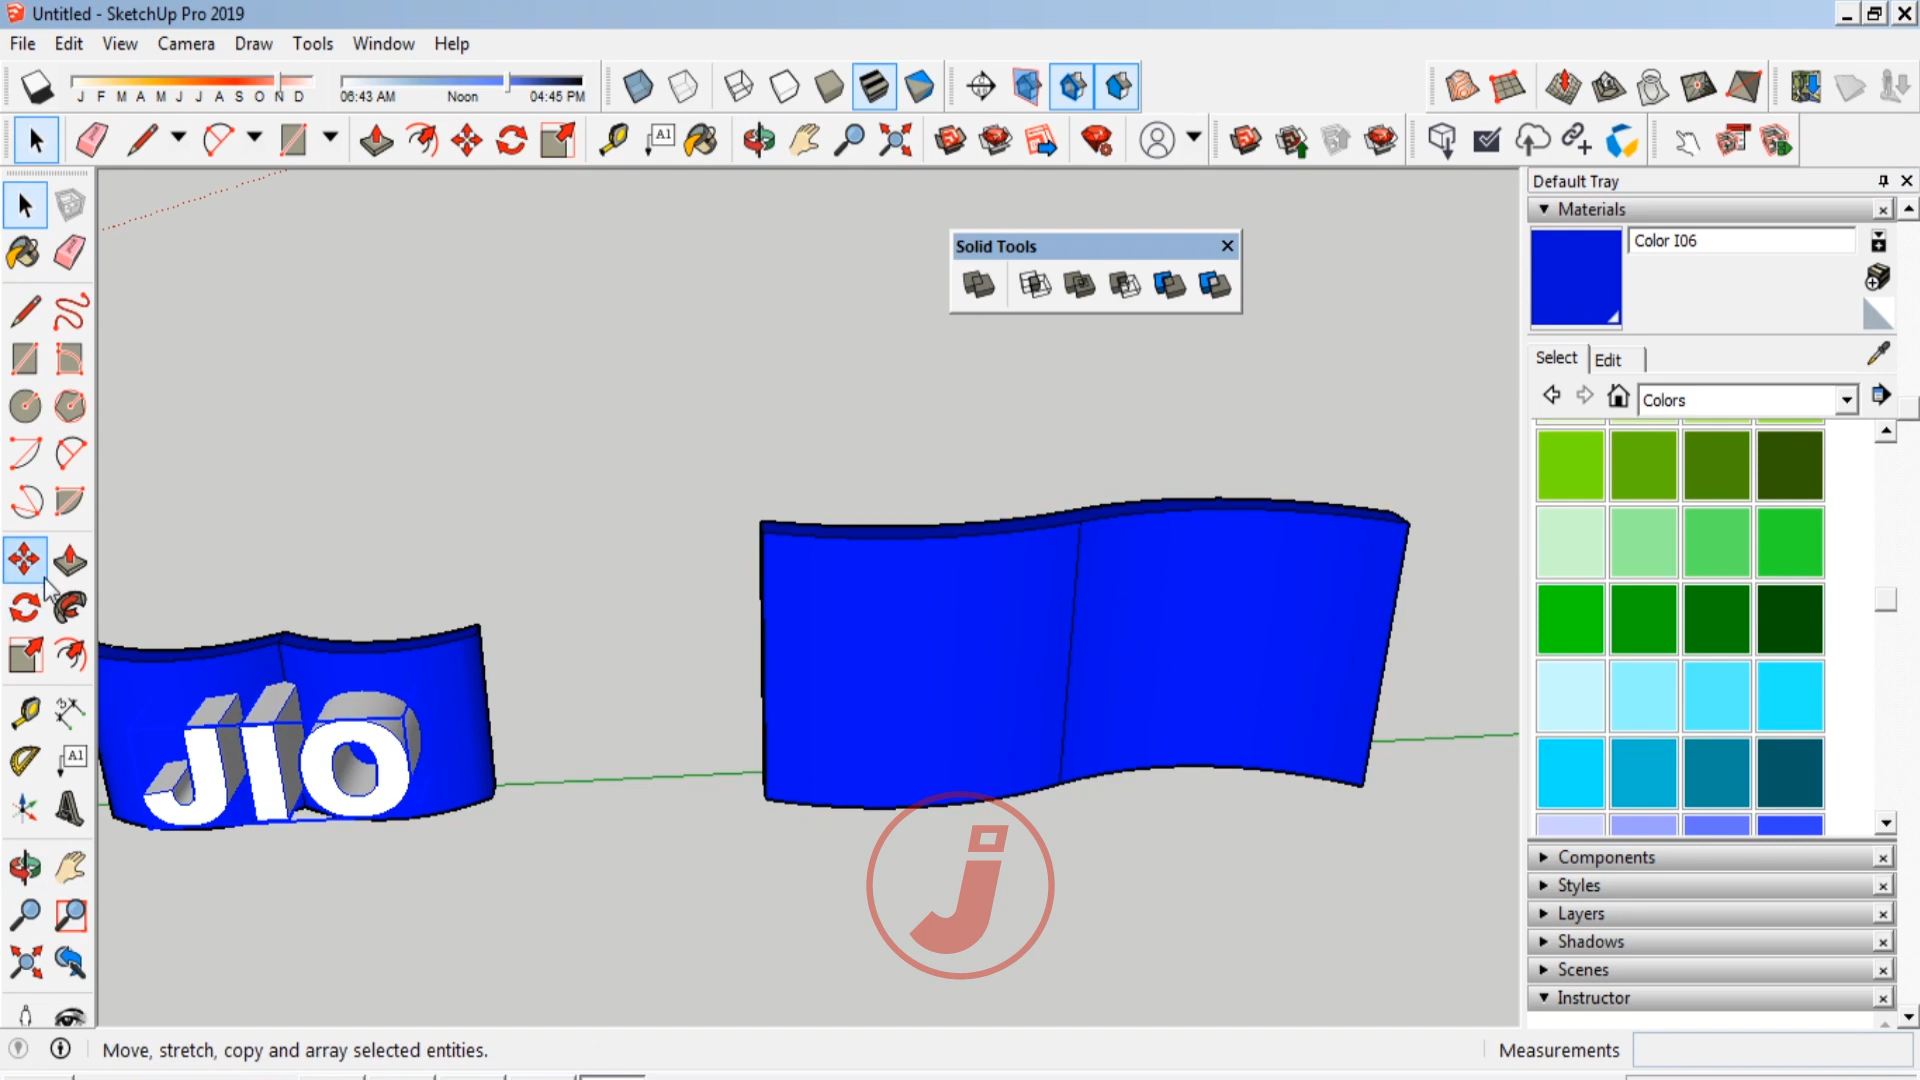 Untitled - SketchUp Pro 2019
File Edit View Camera Draw Tools Window Help
J F M A M J J A S O N D
06:43 AM Noon 04:45 PM
A1
Default Tray
Materials
Solid Tools
Color I06
Select Edit
Colors
A1
JIO
J
Components
Styles
Layers
Shadows
Scenes
Instructor
Move, stretch, copy and array selected entities.
Measurements